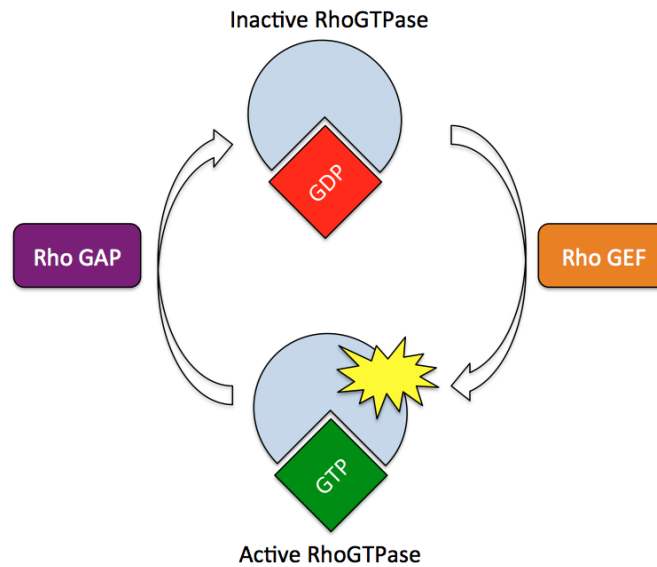 Inactive RhoGTPase
GDP
Rho GAP
Rho GEF
GTP
Active RhoGTPase